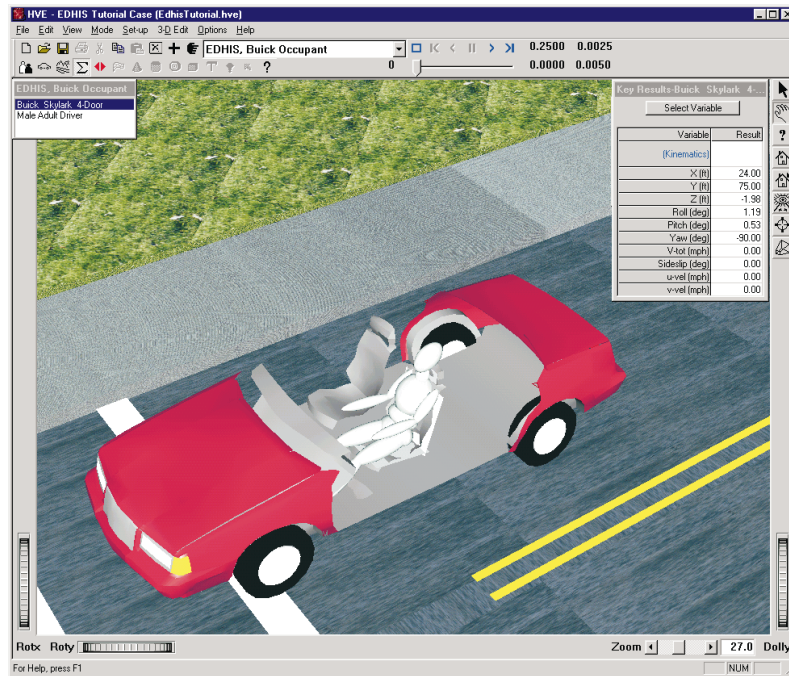 HVE - EDHIS Tutorial Case (EdhisTutorial.hve)
File Edit View Mode Set-up 3-D Edit Options Help
EDHIS, Buick Occupant 0.2500 0.0025
0 0.0000 0.0050
EDHIS, Buick Occupant
Buick Skylark 4-Door
Male Adult Driver
Key Results-Buick Skylark 4-...
Select Variable
Variable Result
(Kinematics)
X (ft) 24.00
Y (ft) 75.00
Z (ft) -1.98
Roll (deg) 1.19
Pitch (deg) 0.53
Yaw (deg) -90.00
V-tot (mph) 0.00
Sideslip (deg) 0.00
u-vel (mph) 0.00
v-vel (mph) 0.00
Rotx Roty Zoom 27.0 Dolly
For Help, press F1 NUM